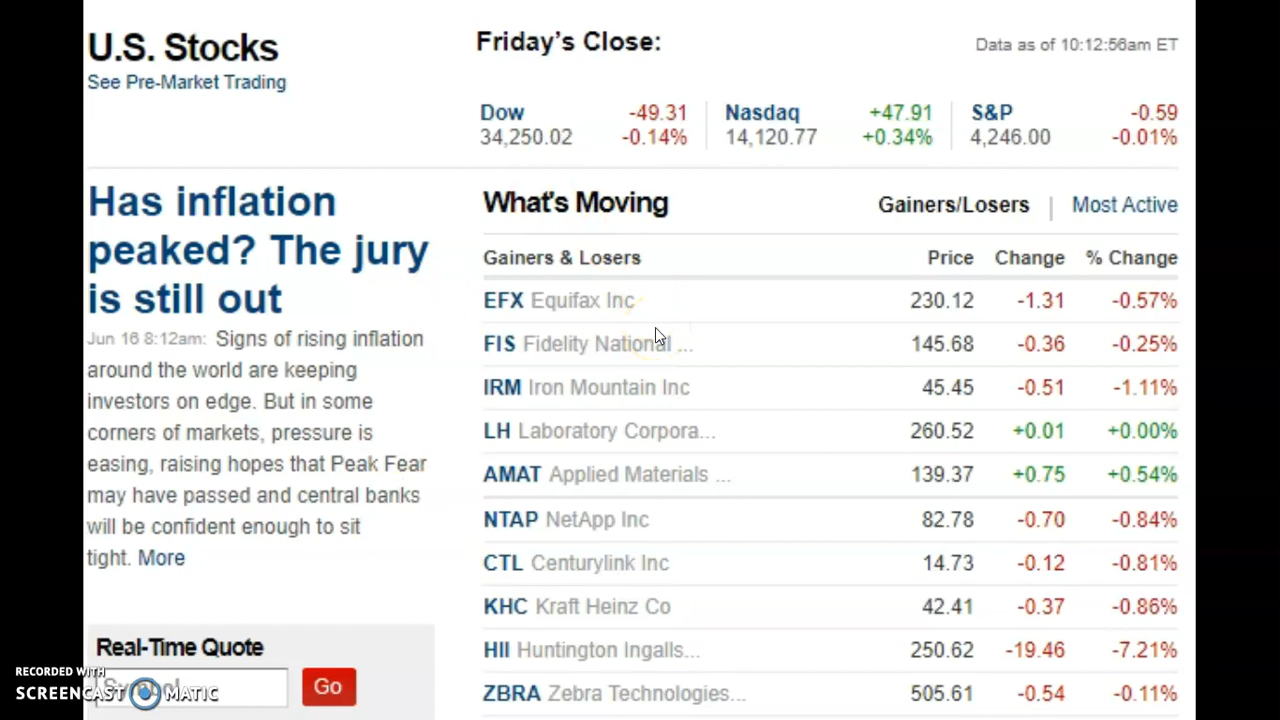 U.S. Stocks
See Pre-Market Trading
Friday's Close:
Data as of 10:12:56am ET
Dow -49.31
34,250.02 -0.14%
Nasdaq +47.91
14,120.77 +0.34%
S&P -0.59
4,246.00 -0.01%
Has inflation
peaked? The jury
is still out
Jun 16 8:12am: Signs of rising inflation
around the world are keeping
investors on edge. But in some
corners of markets, pressure is
easing, raising hopes that Peak Fear
may have passed and central banks
will be confident enough to sit
tight. More
Real-Time Quote
Go
What's Moving Gainers/Losers | Most Active
Gainers & Losers Price Change % Change
EFX Equifax Inc 230.12 -1.31 -0.57%
FIS Fidelity National ... 145.68 -0.36 -0.25%
IRM Iron Mountain Inc 45.45 -0.51 -1.11%
LH Laboratory Corpora... 260.52 +0.01 +0.00%
AMAT Applied Materials ... 139.37 +0.75 +0.54%
NTAP NetApp Inc 82.78 -0.70 -0.84%
CTL Centurylink Inc 14.73 -0.12 -0.81%
KHC Kraft Heinz Co 42.41 -0.37 -0.86%
HII Huntington Ingalls... 250.62 -19.46 -7.21%
ZBRA Zebra Technologies... 505.61 -0.54 -0.11%
RECORDED WITH
SCREENCAST MATIC